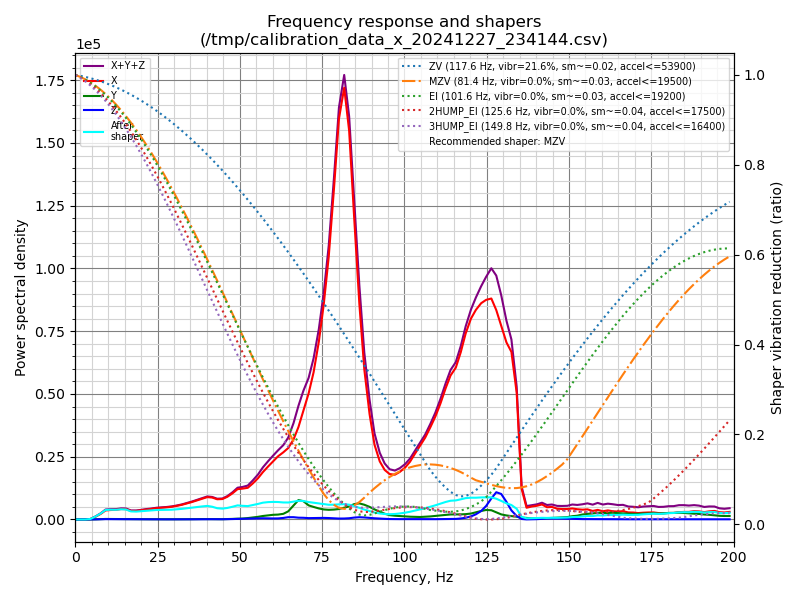 Frequency response and shapers
(/tmp/calibration_data_x_20241227_234144.csv)
1e5
X+Y+Z
X
Y
Z
After
shaper
ZV (117.6 Hz, vibr=21.6%, sm~=0.02, accel<=53900)
MZV (81.4 Hz, vibr=0.0%, sm~=0.03, accel<=19500)
EI (101.6 Hz, vibr=0.0%, sm~=0.03, accel<=19200)
2HUMP_EI (125.6 Hz, vibr=0.0%, sm~=0.04, accel<=17500)
3HUMP_EI (149.8 Hz, vibr=0.0%, sm~=0.04, accel<=16400)
Recommended shaper: MZV
Power spectral density
1.75
1.50
1.25
1.00
0.75
0.50
0.25
0.00
1.0
0.8
0.6
0.4
0.2
0.0
Shaper vibration reduction (ratio)
0 25 50 75 100 125 150 175 200
Frequency, Hz